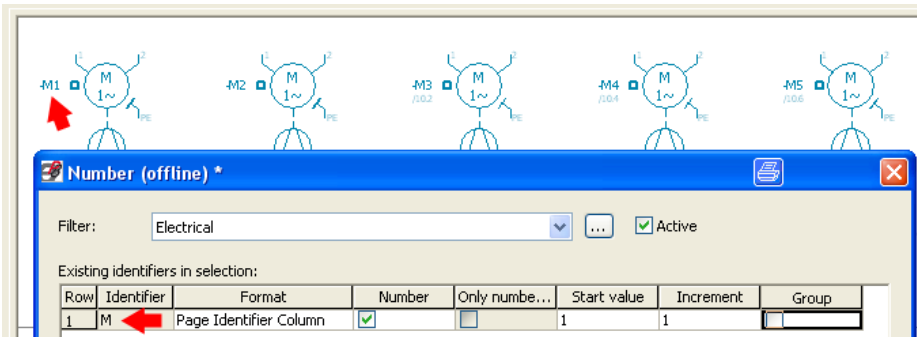 1 2 1 2 1 2 1 2 1 2
-M1 M 1~ PE
-M2 M 1~ PE
-M3 /10.2 M 1~ PE
-M4 /10.4 M 1~ PE
-M5 /10.6 M 1~ PE
Number (offline) *
Filter: Electrical ... Active
Existing identifiers in selection:
Row Identifier Format Number Only numbe... Start value Increment Group
1 M Page Identifier Column 1 1